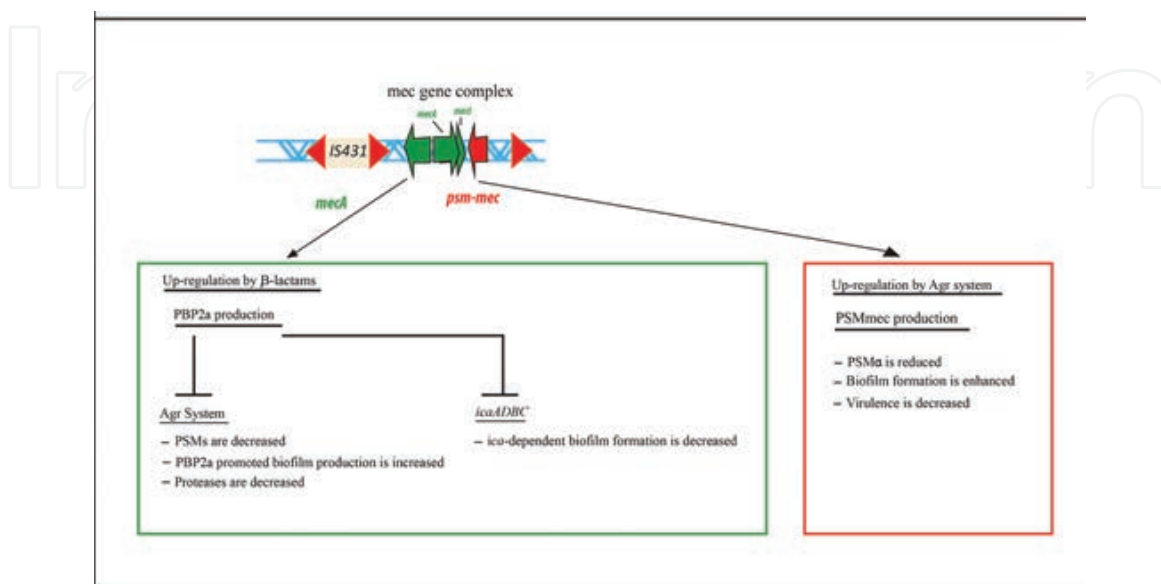 mec gene complex
mecA
mecI
IS431
mecA
psm-mec
Up-regulation by β-lactams
PBP2a production
Agr System
– PSMs are decreased
– PBP2a promoted biofilm production is increased
– Proteases are decreased
icaADBC
– ica-dependent biofilm formation is decreased
Up-regulation by Agr system
PSMmec production
– PSMα is reduced
– Biofilm formation is enhanced
– Virulence is decreased